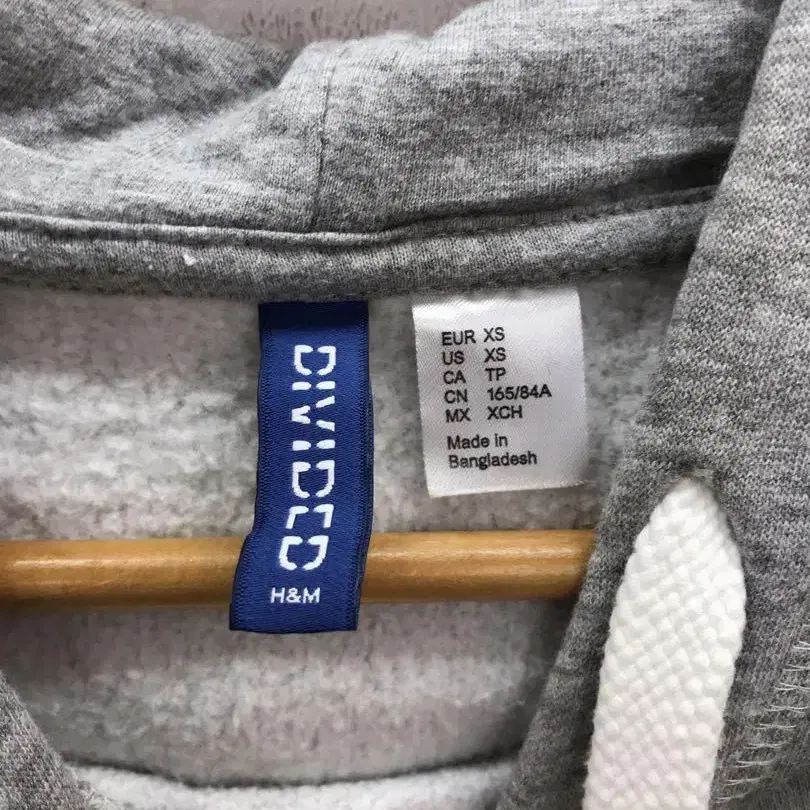 DIVIDED
H&M
EUR XS
US XS
CA TP
CN 165/84A
MX XCH
Made in
Bangladesh